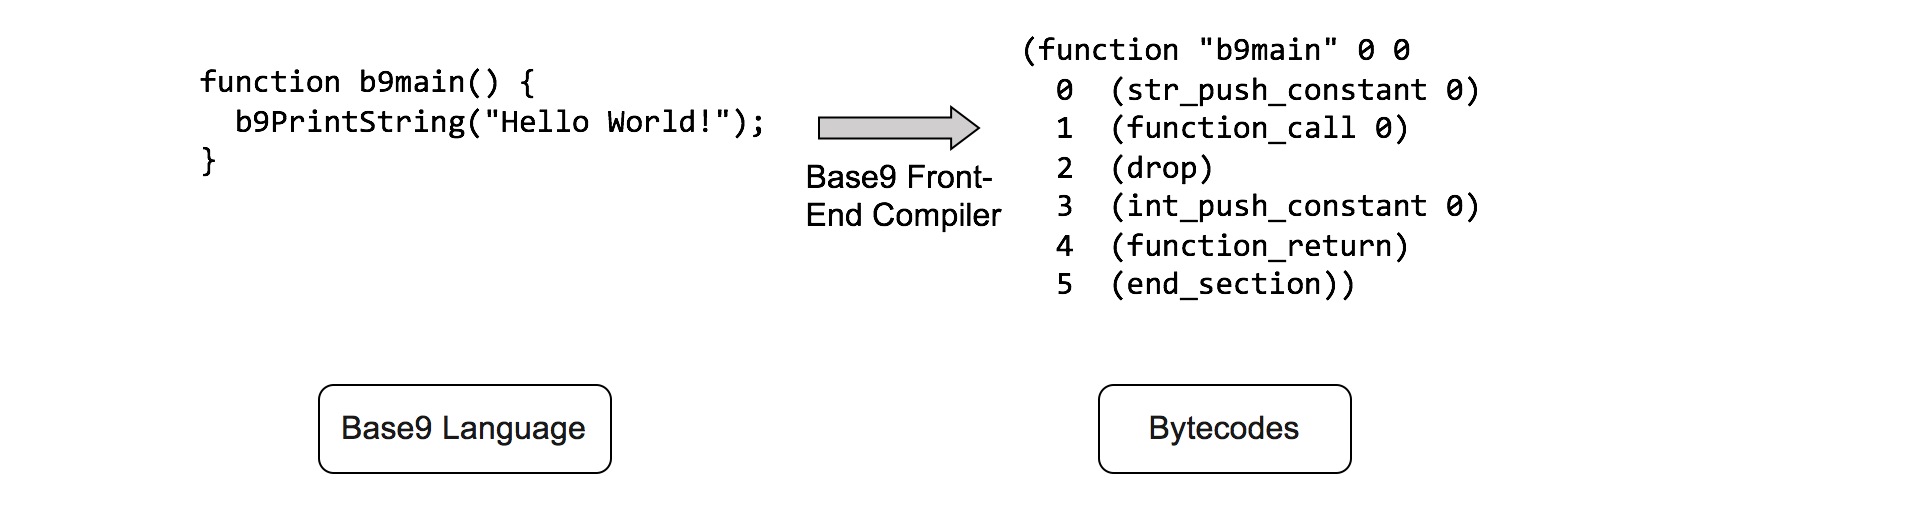 function b9main() {
  b9PrintString("Hello World!");
}
Base9 Front-
End Compiler
(function "b9main" 0 0
  0  (str_push_constant 0)
  1  (function_call 0)
  2  (drop)
  3  (int_push_constant 0)
  4  (function_return)
  5  (end_section))
Base9 Language
Bytecodes